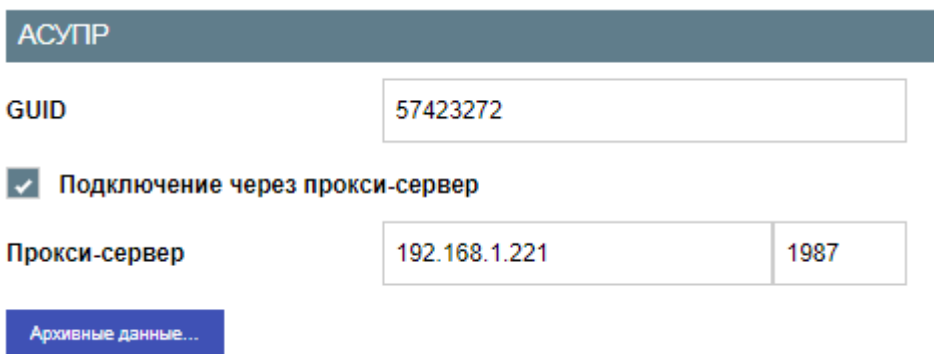 АСУПР
GUID 57423272
Подключение через прокси-сервер
Прокси-сервер 192.168.1.221 1987
Архивные данные...